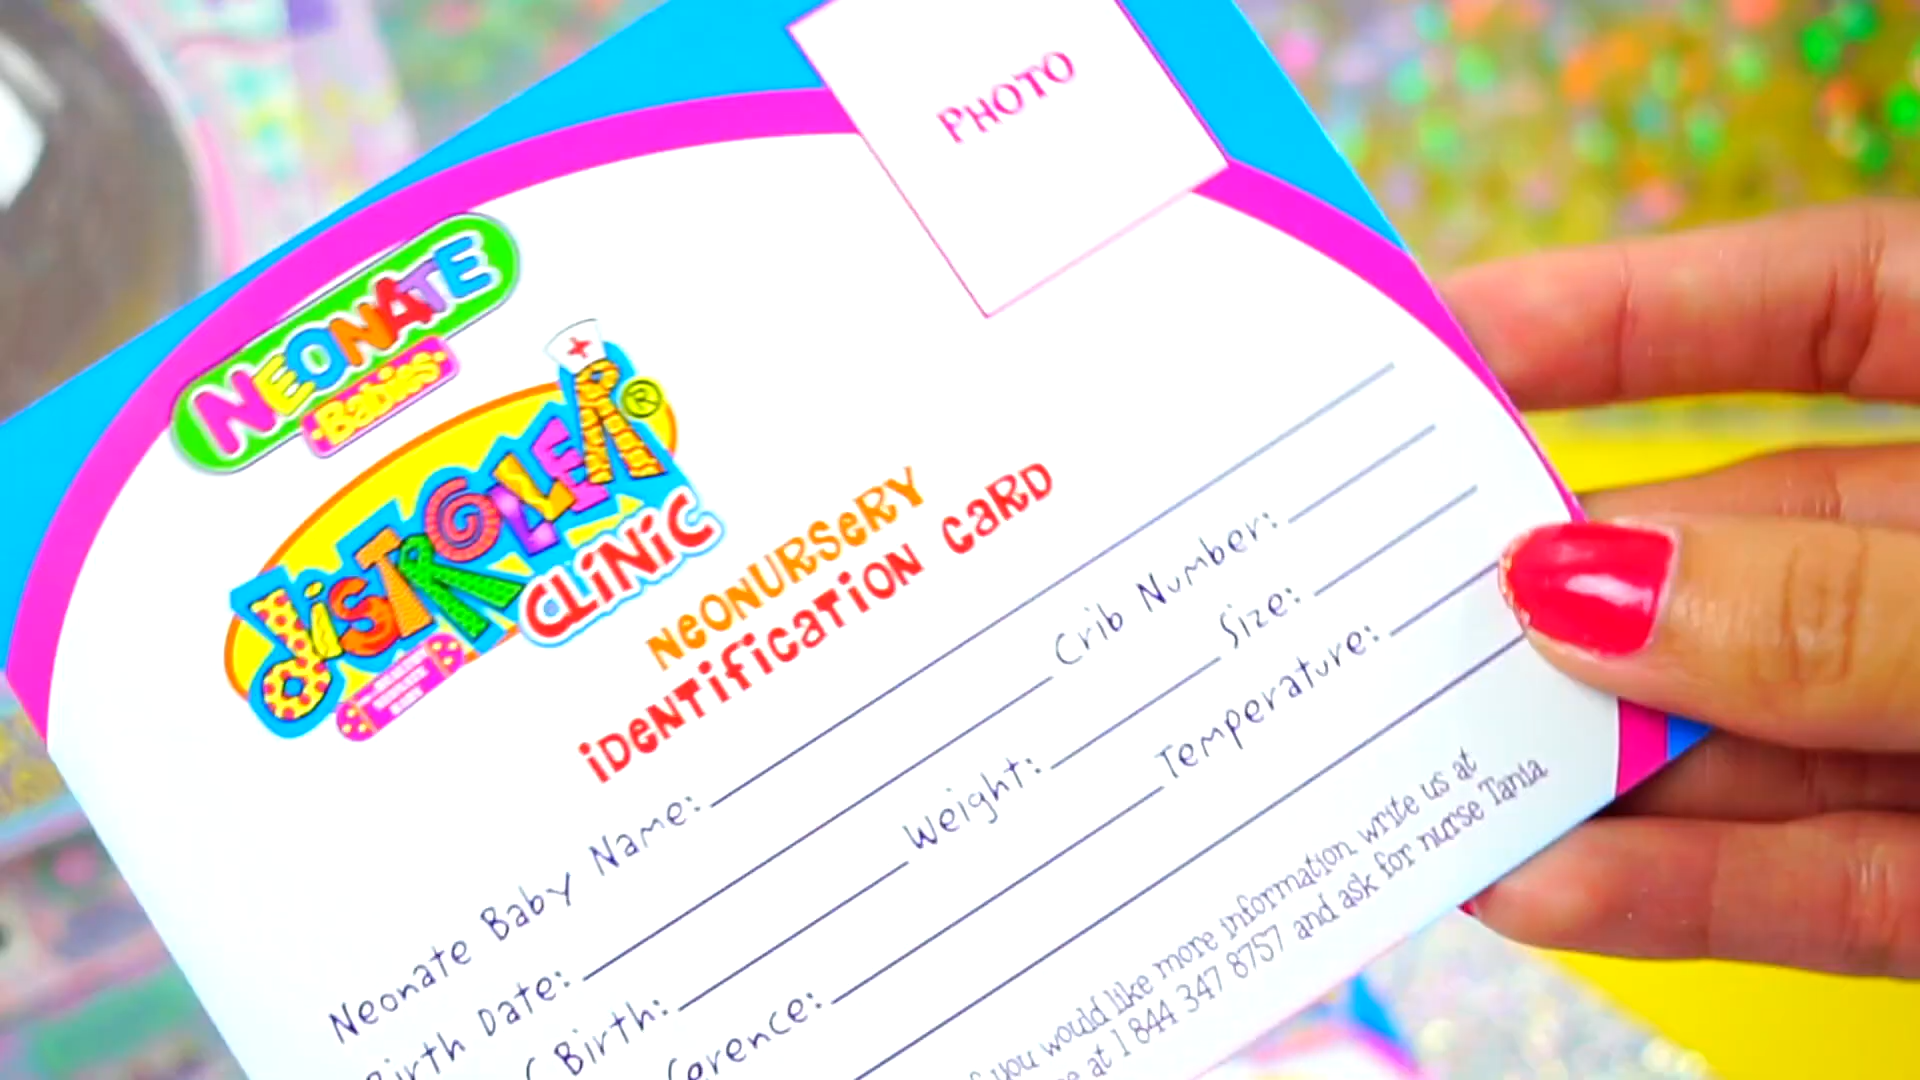 PHOTO
NEONATE
Babies
DISTROLLER ®
CLINIC
NEONURSERY
IDENTIFICATION CARD
Neonate Baby Name:
Birth Date: Crib Number:
Birth: Weight: Size:
Temperature:
you would like more information, write us at
at 1 844 347 8757 and ask for nurse Tania